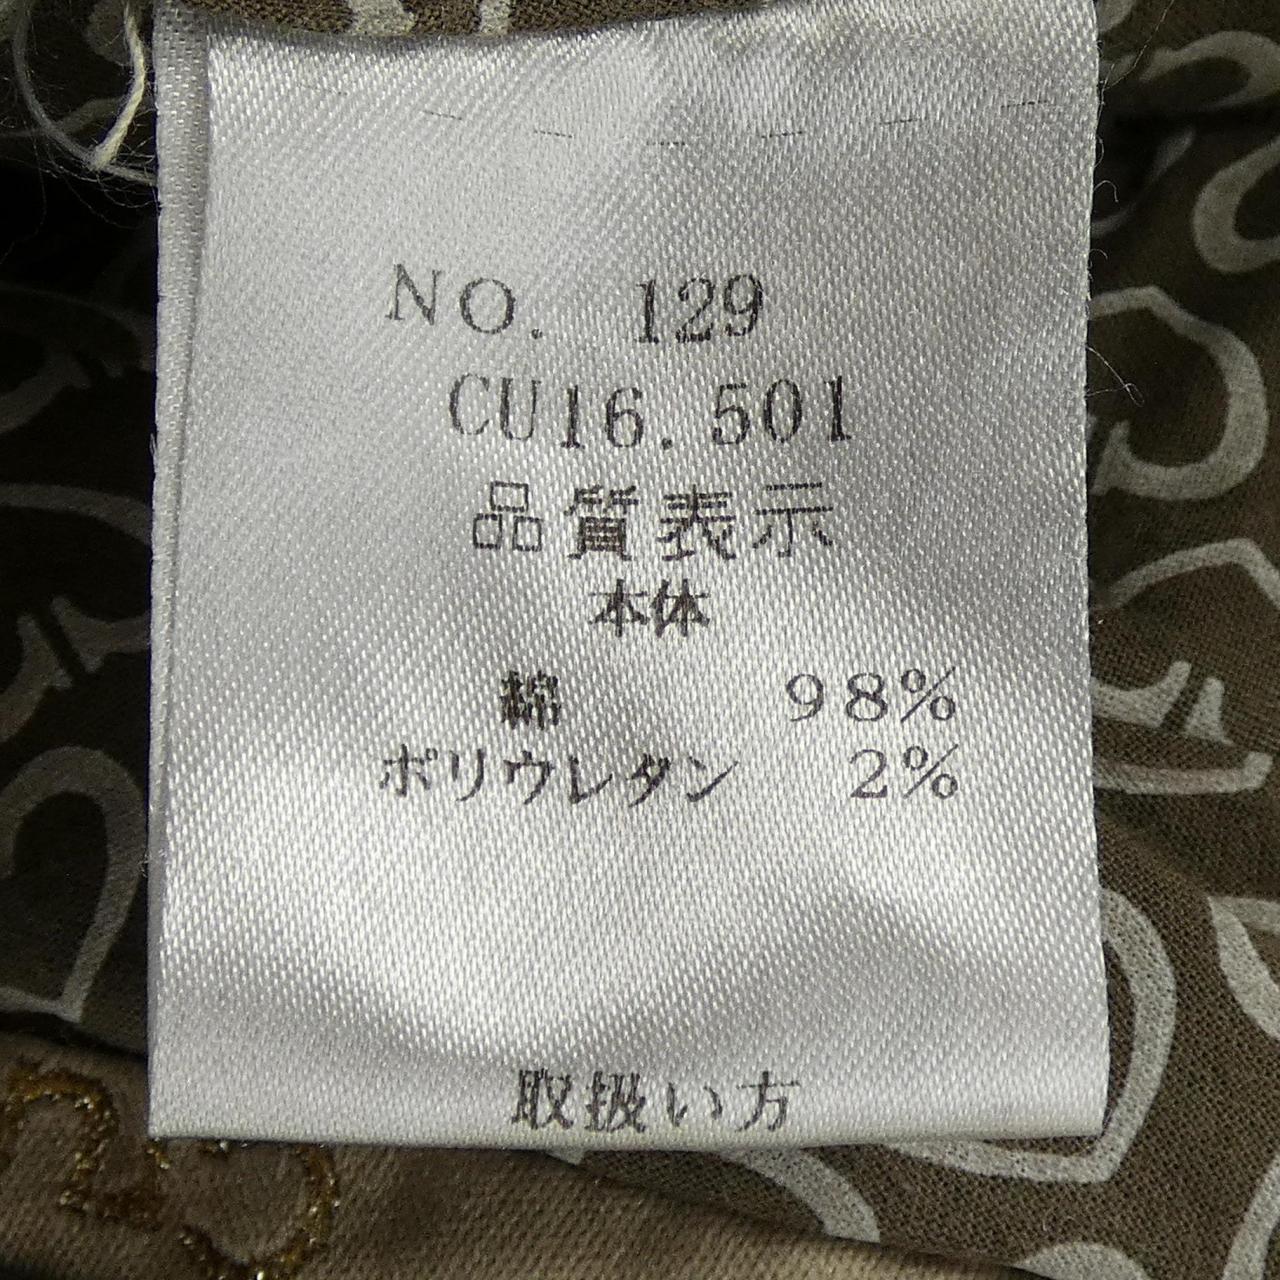 NO. 129
CU16.501
品質表示
本体
綿 98%
ポリウレタン 2%
取扱い方